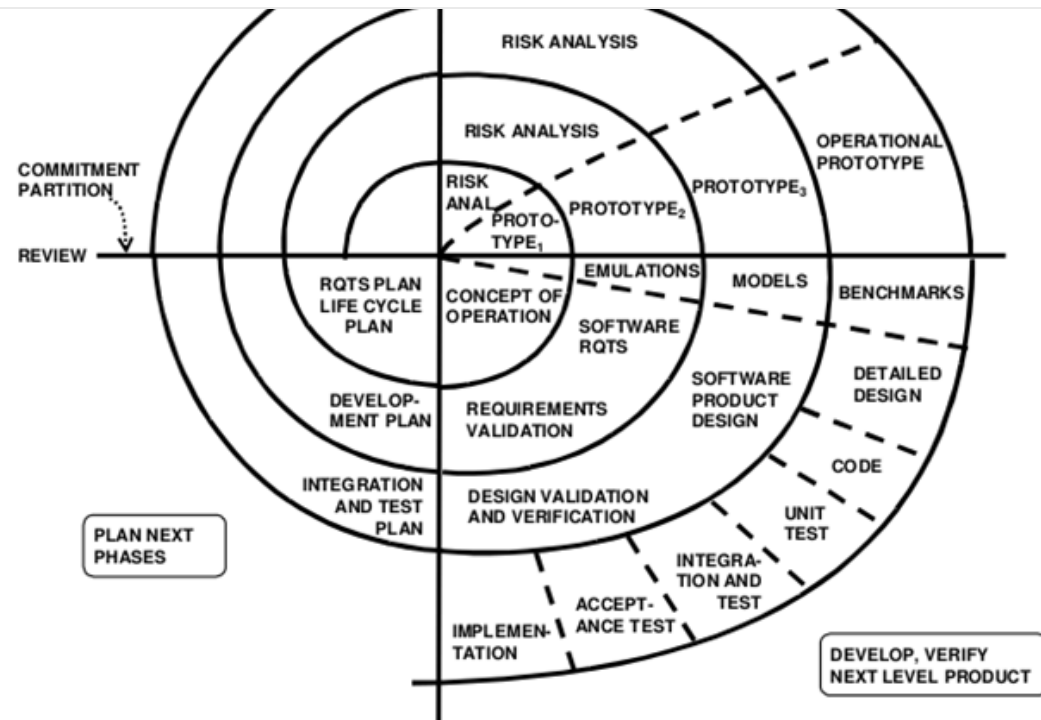 RISK ANALYSIS
RISK ANALYSIS
RISK
ANAL.
PROTO-
TYPE1
PROTOTYPE2
PROTOTYPE3
OPERATIONAL
PROTOTYPE
COMMITMENT
PARTITION
REVIEW
RQTS PLAN
LIFE CYCLE
PLAN
CONCEPT OF
OPERATION
EMULATIONS
MODELS
BENCHMARKS
SOFTWARE
RQTS
SOFTWARE
PRODUCT
DESIGN
DETAILED
DESIGN
DEVELOP-
MENT PLAN
REQUIREMENTS
VALIDATION
CODE
INTEGRATION
AND TEST
PLAN
DESIGN VALIDATION
AND VERIFICATION
UNIT
TEST
PLAN NEXT
PHASES
INTEGRA-
TION AND
TEST
ACCEPT-
ANCE TEST
IMPLEMEN-
TATION
DEVELOP, VERIFY
NEXT LEVEL PRODUCT